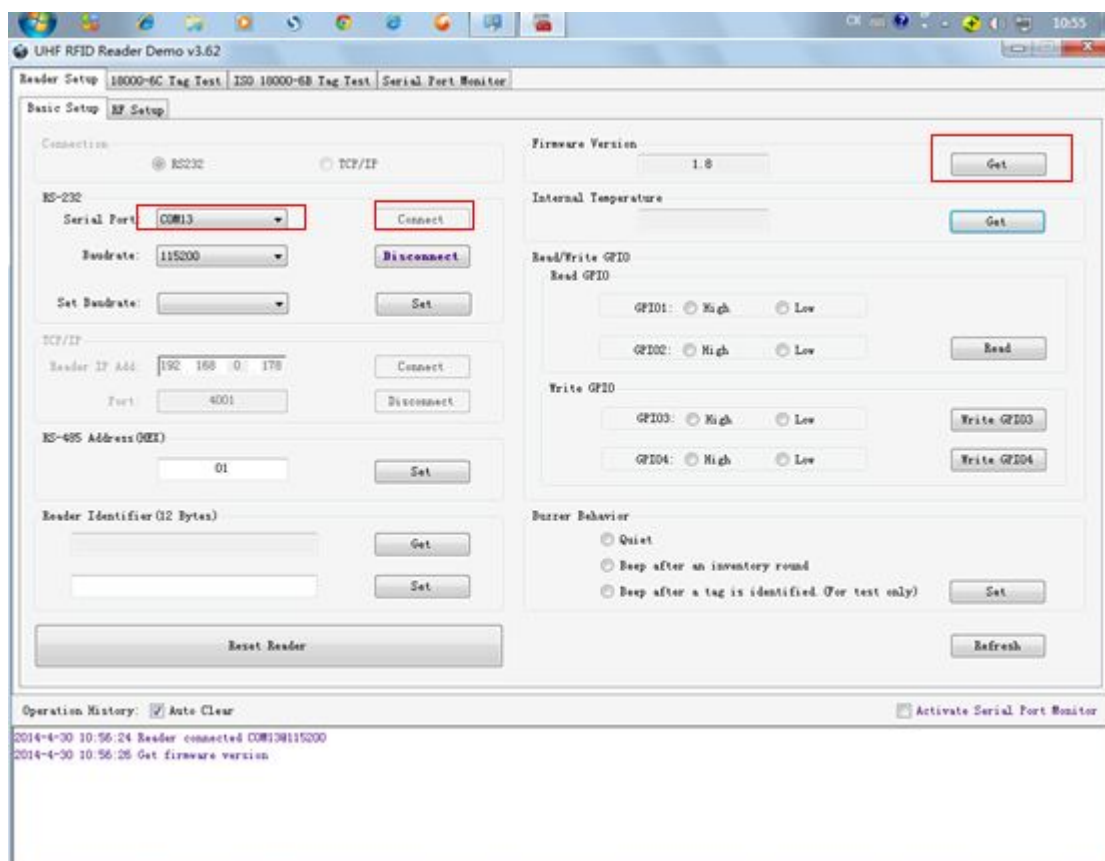 CK
10:55
UHF RFID Reader Demo v3.62
Reader Setup 18000-6C Tag Test ISO 18000-6B Tag Test Serial Port Monitor
Basic Setup RF Setup
Connection
RS232 TCP/IP
RS-232
Serial Port COM13 Connect
Baudrate: 115200 Disconnect
Set Baudrate: Set
TCP/IP
Reader IP Add 192 168 0 178 Connect
Port: 4001 Disconnect
RS-485 Address(HEX)
01 Set
Reader Identifier(12 Bytes)
Get
Set
Reset Reader
Firmware Version
1.8 Get
Internal Temperature
Get
Read/Write GPIO
Read GPIO
GPIO1: High Low
GPIO2: High Low Read
Write GPIO
GPIO3: High Low Write GPIO3
GPIO4: High Low Write GPIO4
Buzzer Behavior
Quiet
Beep after an inventory round
Beep after a tag is identified.(For test only) Set
Refresh
Operation History: Auto Clear Activate Serial Port Monitor
2014-4-30 10:56:24 Reader connected COM13@115200
2014-4-30 10:56:26 Get firmware version